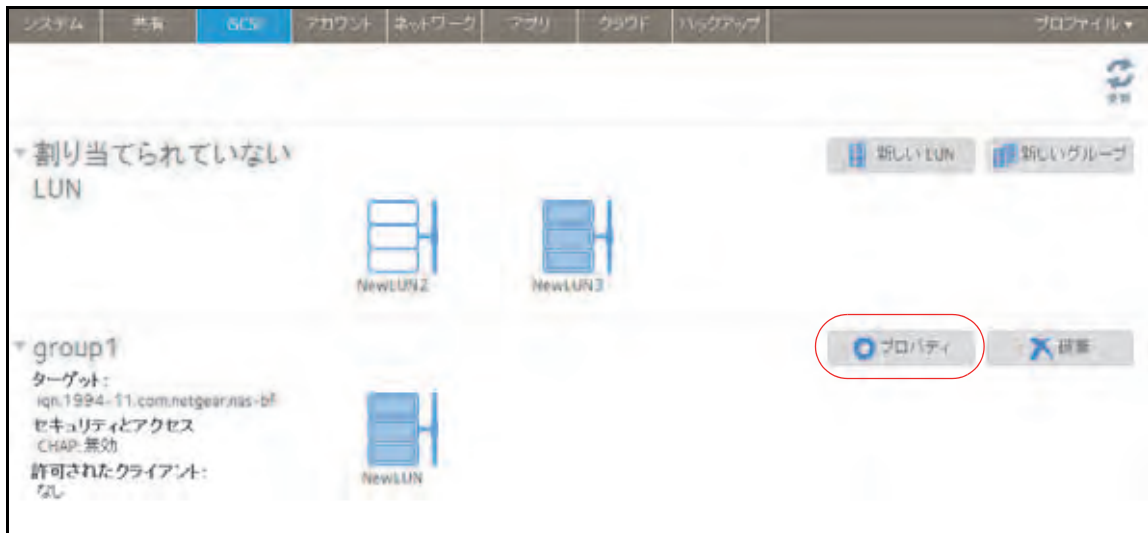 システム 共有 iSCSI アカウント ネットワーク アプリ クラウド バックアップ プロファイル ▾
更新
割り当てられていない
LUN
新しい LUN 新しいグループ
NewLUN2 NewLUN3
group1
プロパティ 破棄
ターゲット:
iqn.1994-11.com.netgear:nas-bf
セキュリティとアクセス
CHAP: 無効
許可されたクライアント:
なし
NewLUN